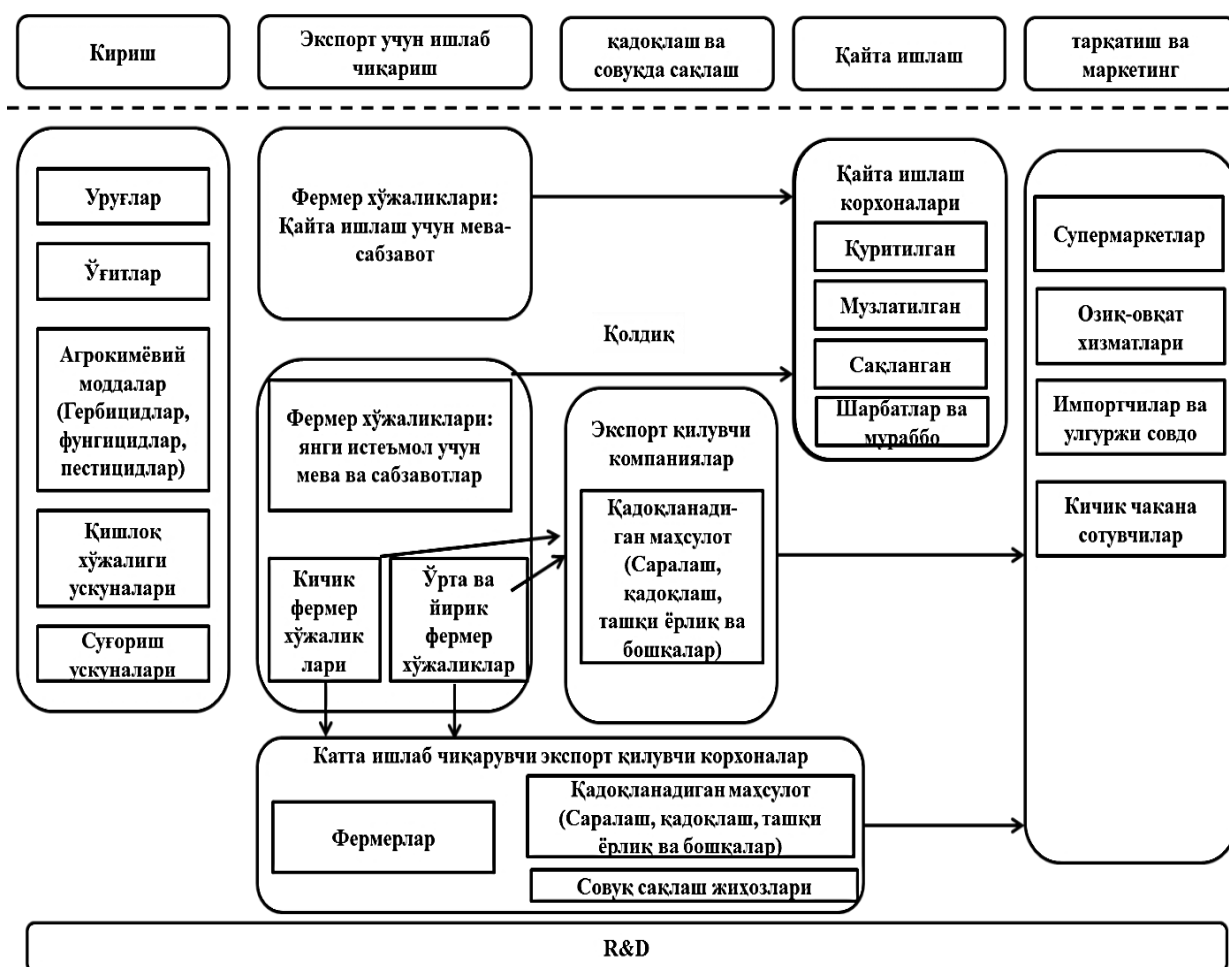 Кириш
Экспорт учун ишлаб
чиқариш
қадоқлаш ва
совуқда сақлаш
Қайта ишлаш
тарқатиш ва
маркетинг
Уруғлар
Ўғитлар
Агрокимёвий
моддалар
(Гербицидлар,
фунгицидлар,
пестицидлар)
Қишлоқ
хўжалиги
ускуналари
Суғориш
ускуналари
Фермер хўжаликлари:
Қайта ишлаш учун мева-
сабзавот
Қолдиқ
Фермер хўжаликлари:
янги истеъмол учун
мева ва сабзавотлар
Кичик
фермер
хўжалик
лари
Ўрта ва
йирик
фермер
хўжаликлар
Экспорт қилувчи
компаниялар
Қадоқланади-
ган маҳсулот
(Саралаш,
қадоқлаш,
ташқи ёрлиқ ва
бошқалар)
Қайта ишлаш
корхоналари
Қуритилган
Музлатилган
Сақланган
Шарбатлар ва
мураббо
Супермаркетлар
Озиқ-овқат
хизматлари
Импортчилар ва
улгуржи совдо
Кичик чакана
сотувчилар
Катта ишлаб чиқарувчи экспорт қилувчи корхоналар
Фермерлар
Қадоқланадиган маҳсулот
(Саралаш, қадоқлаш, ташқи
ёрлиқ ва бошқалар)
Совуқ сақлаш жиҳозлари
R&D